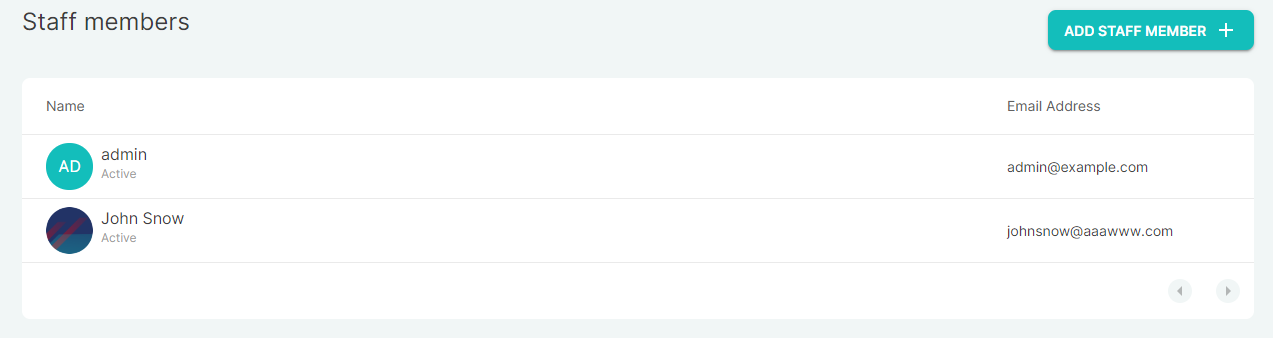 Staff members
ADD STAFF MEMBER
Name
Email Address
AD
admin
Active
admin@example.com
John Snow
Active
johnsnow@aaawww.com